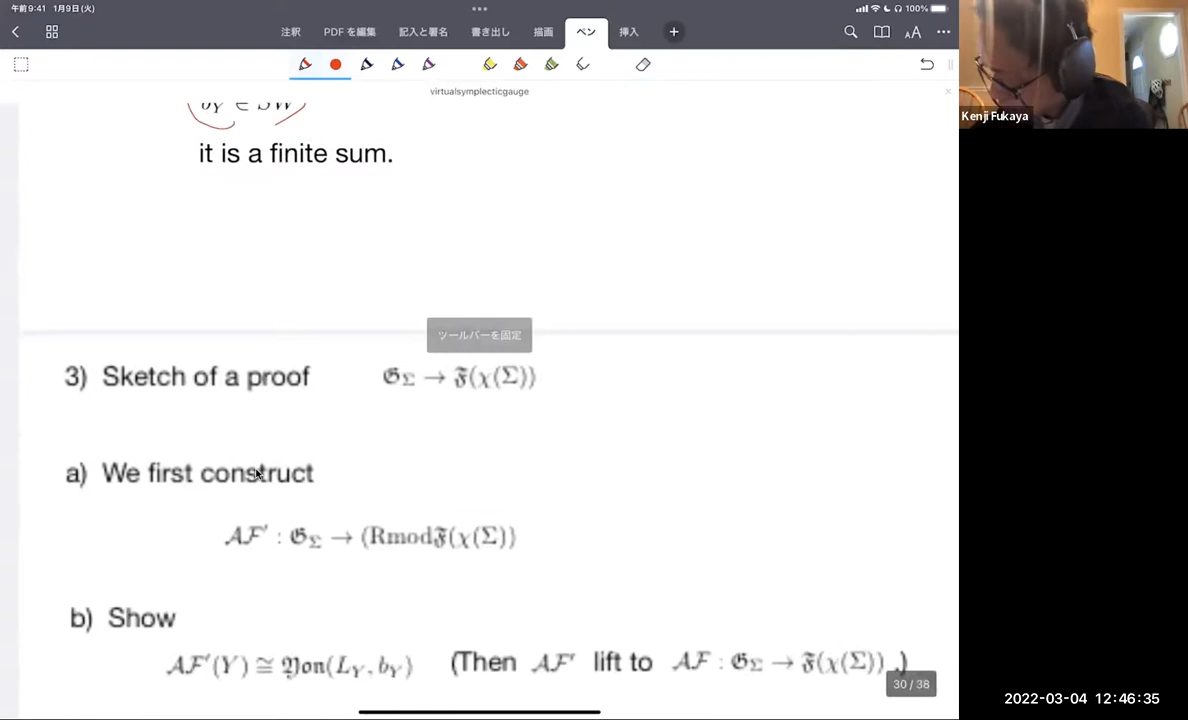 午前9:41 1月9日(火)
100%
注釈 PDF を編集 記入と署名 書き出し 描画 ペン 挿入
AA
virtualsymplecticgauge
Kenji Fukaya
it is a finite sum.
ツールバーを固定
3) Sketch of a proof 𝔊_Σ → 𝔉(χ(Σ))
a) We first construct
𝒜ℱ′ : 𝔊_Σ → (Rmod𝔉(χ(Σ))
b) Show
𝒜ℱ′(Y) ≅ 𝔜𝔬𝔫(L_Y, b_Y) (Then 𝒜ℱ′ lift to 𝒜ℱ : 𝔊_Σ → 𝔉(χ(Σ)) .)
30 / 38
2022-03-04 12:46:35